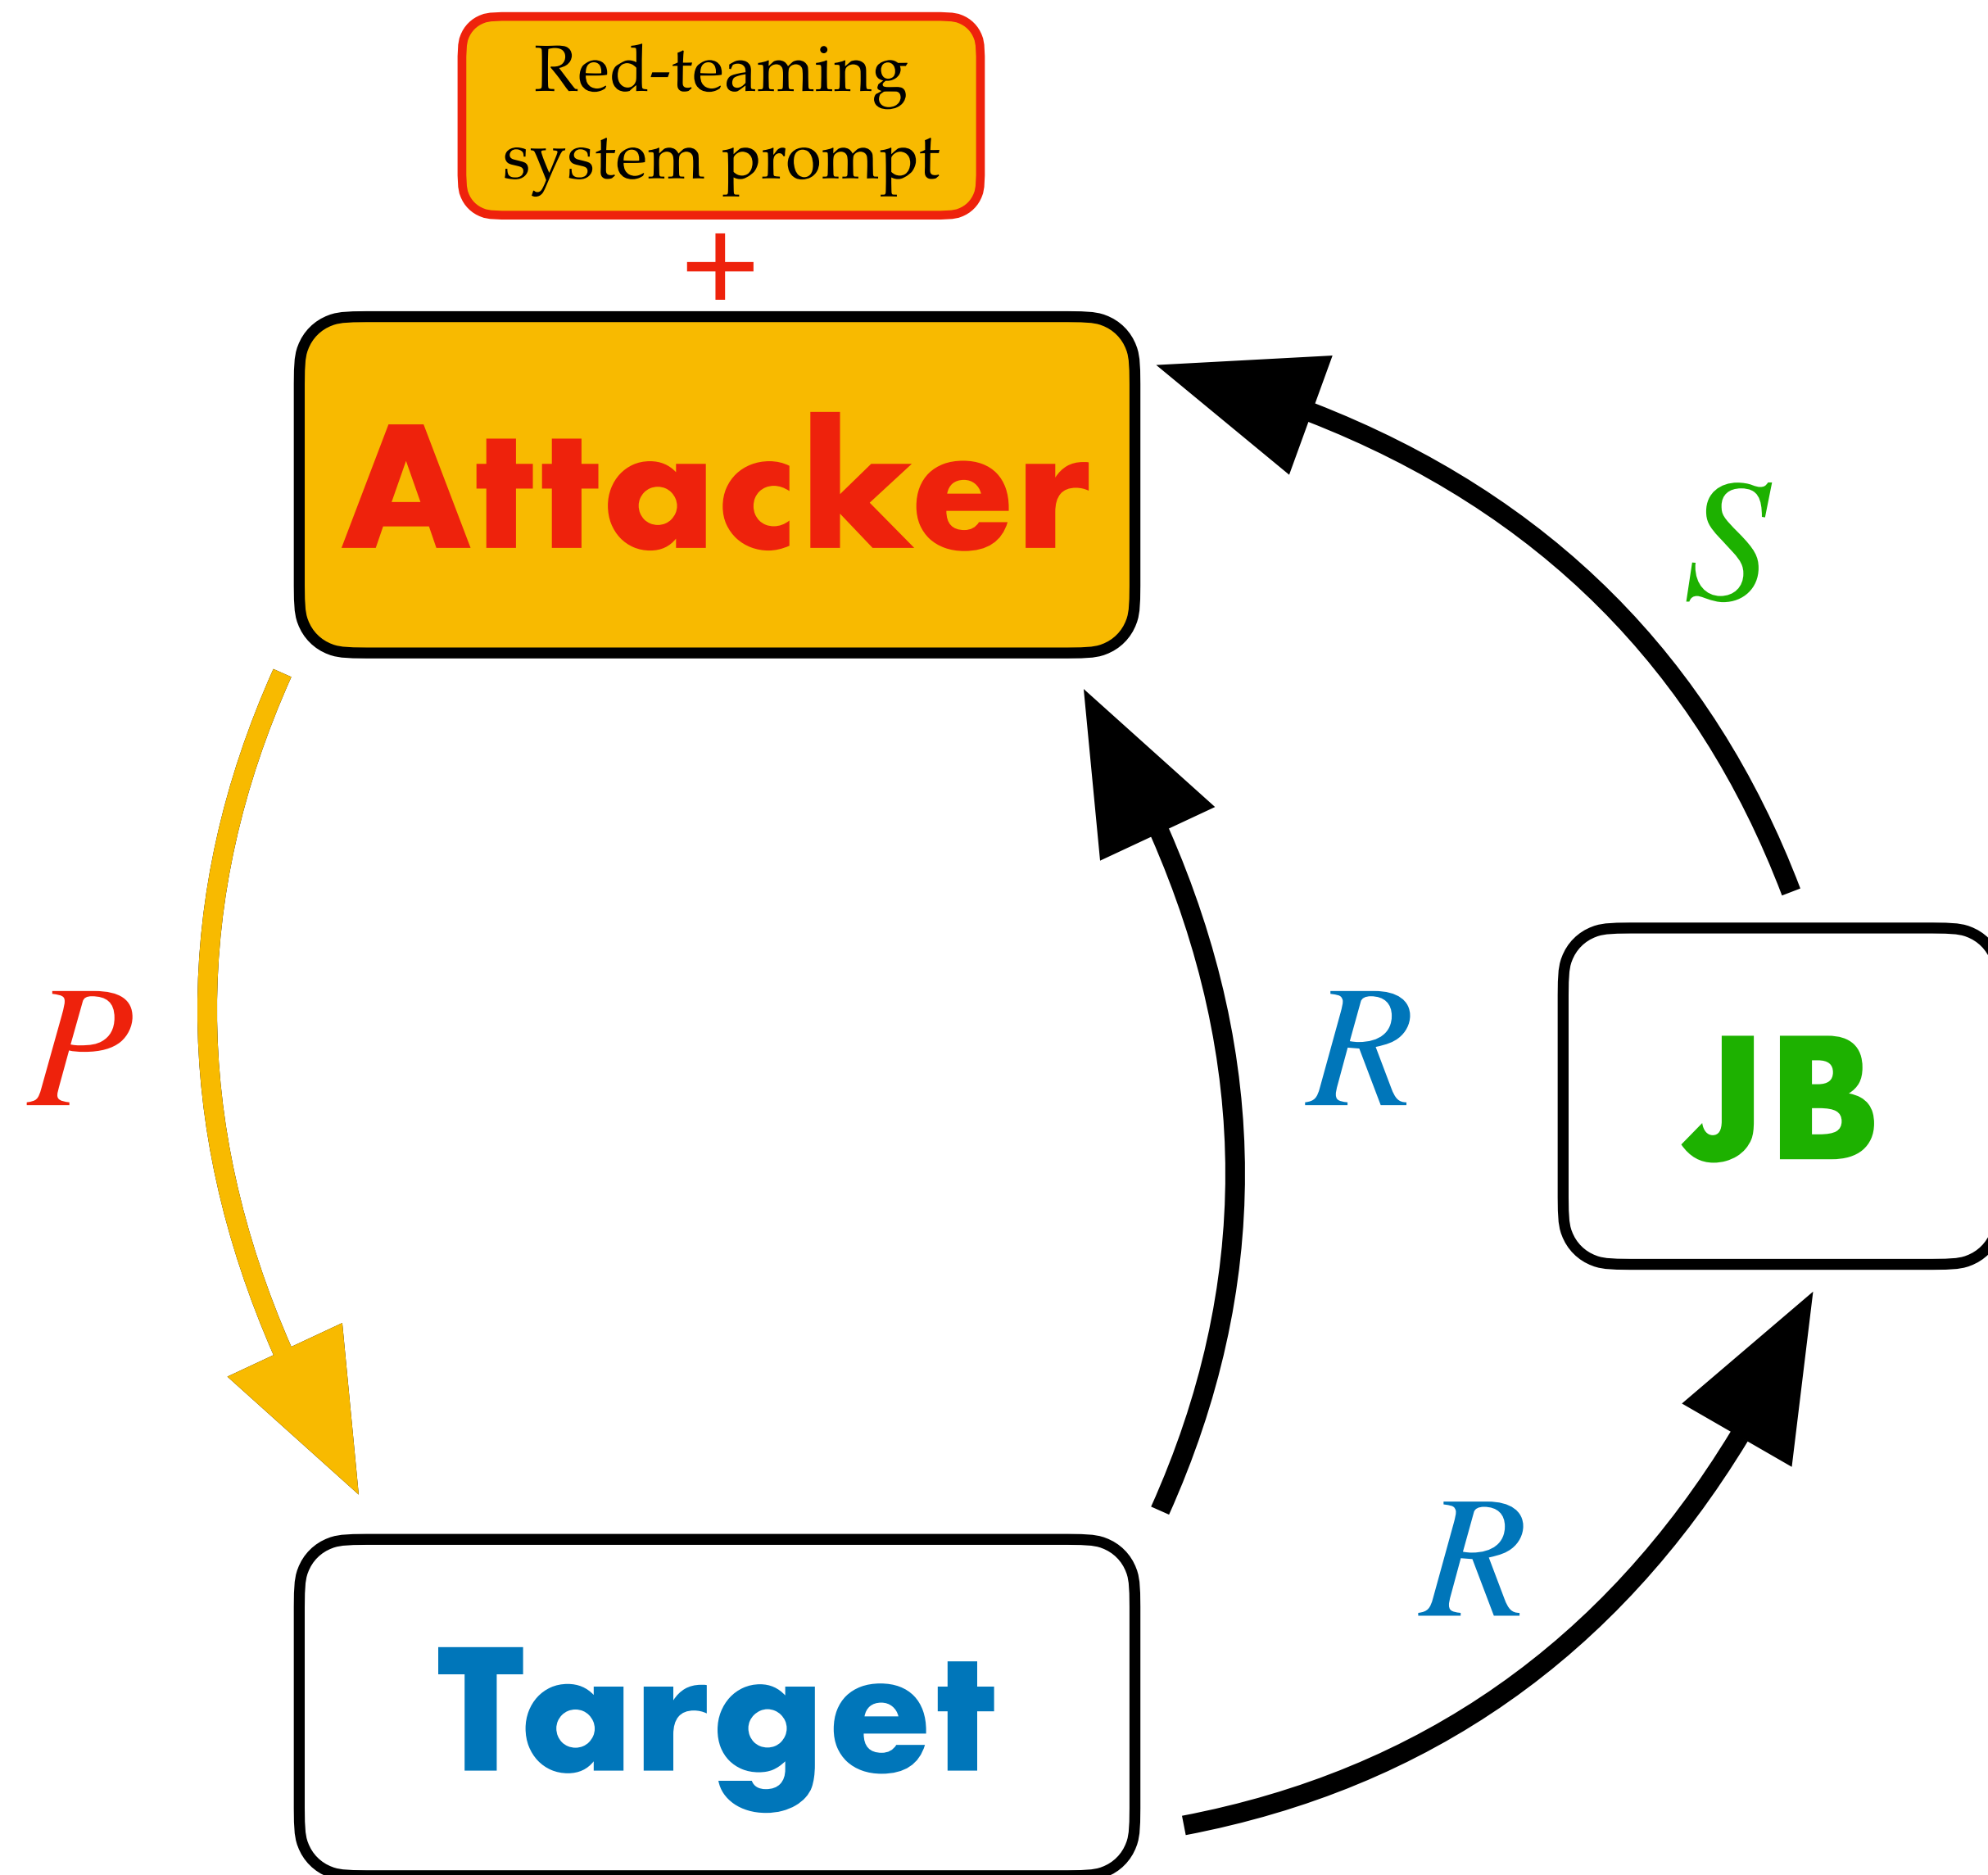 Red-teaming
system prompt
+
Attacker
S
P
R
JB
R
Target